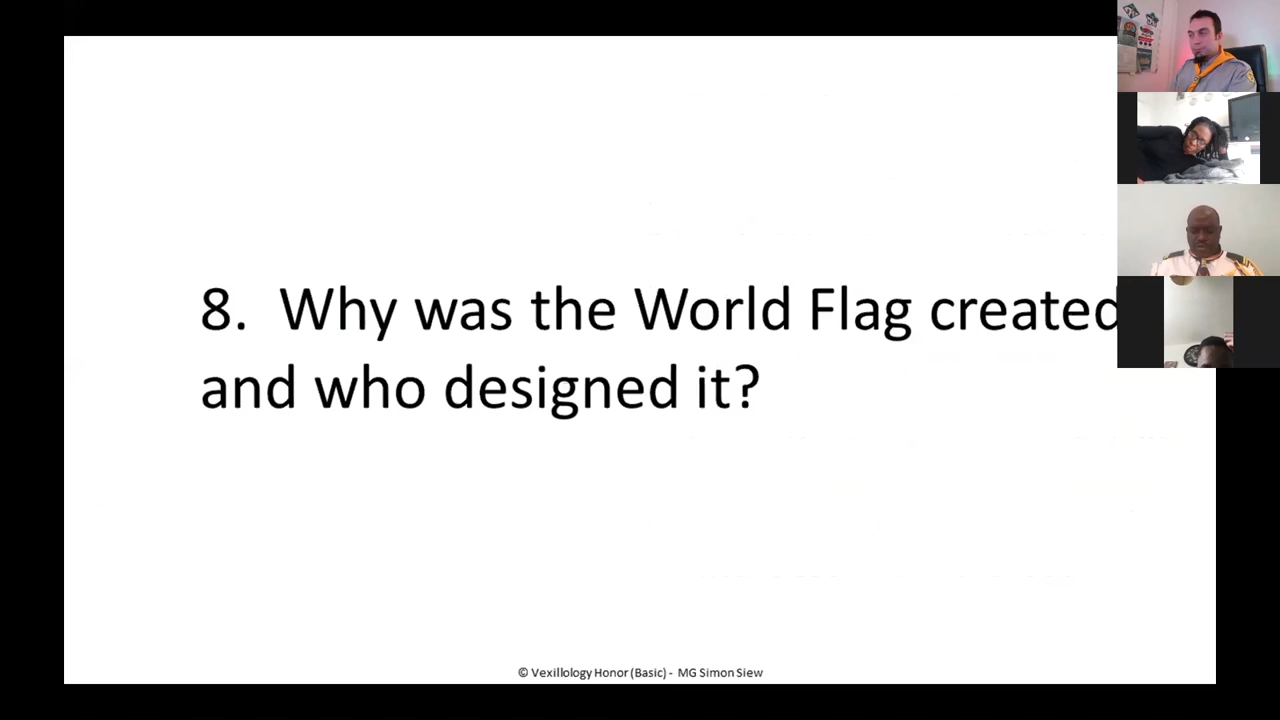 8. Why was the World Flag created
and who designed it?
© Vexillology Honor (Basic) - MG Simon Siew